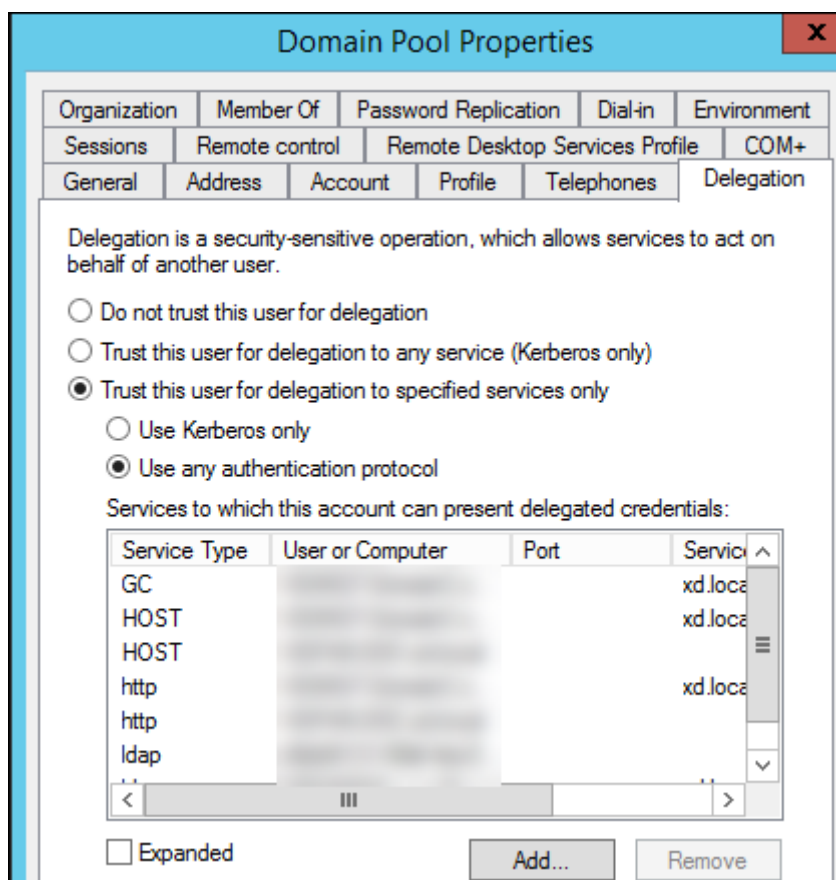 Domain Pool Properties
x
Organization Member Of Password Replication Dial-in Environment
Sessions Remote control Remote Desktop Services Profile COM+
General Address Account Profile Telephones Delegation
Delegation is a security-sensitive operation, which allows services to act on
behalf of another user.
Do not trust this user for delegation
Trust this user for delegation to any service (Kerberos only)
Trust this user for delegation to specified services only
Use Kerberos only
Use any authentication protocol
Services to which this account can present delegated credentials:
Service Type User or Computer Port Servic
GC xd.loca
HOST xd.loca
HOST
http xd.loca
http
ldap
Expanded Add... Remove